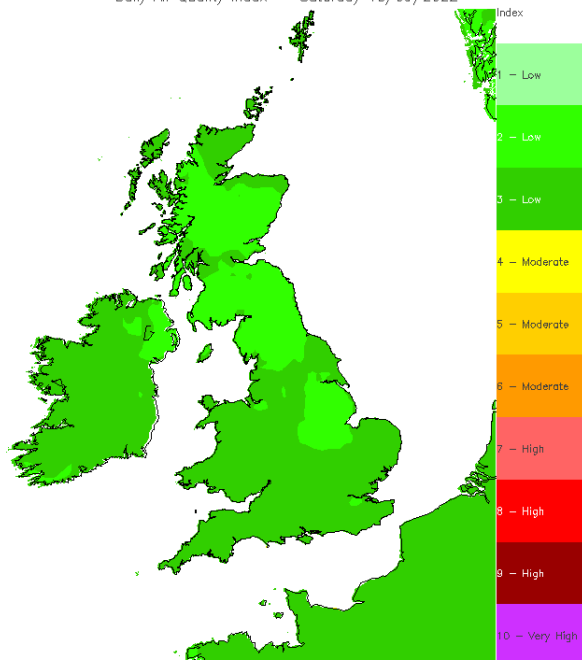 Index
1 - Low
2 - Low
3 - Low
4 - Moderate
5 - Moderate
6 - Moderate
7 - High
8 - High
9 - High
10 - Very High